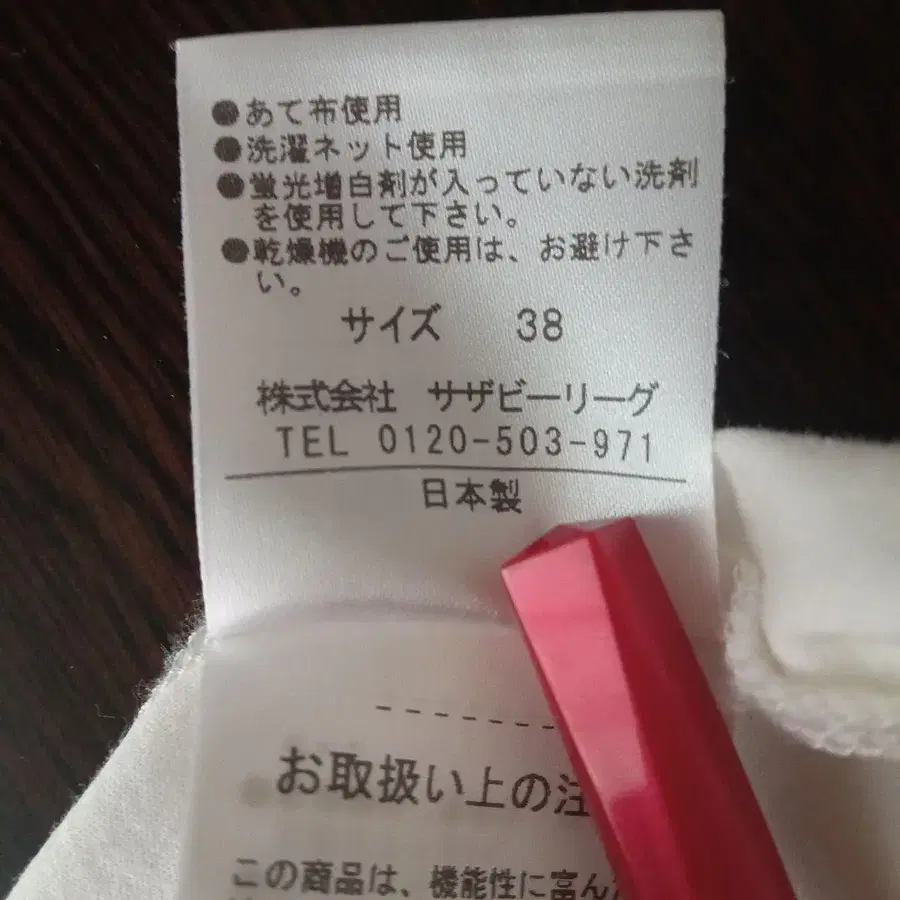 ●あて布使用
●洗濯ネット使用
●蛍光増白剤が入っていない洗剤
を使用して下さい。
●乾燥機のご使用は、お避け下さ
い。
サイズ 38
株式会社 サザビーリーグ
TEL 0120-503-971
日本製
お取扱い上の注
この商品は、機能性に富ん